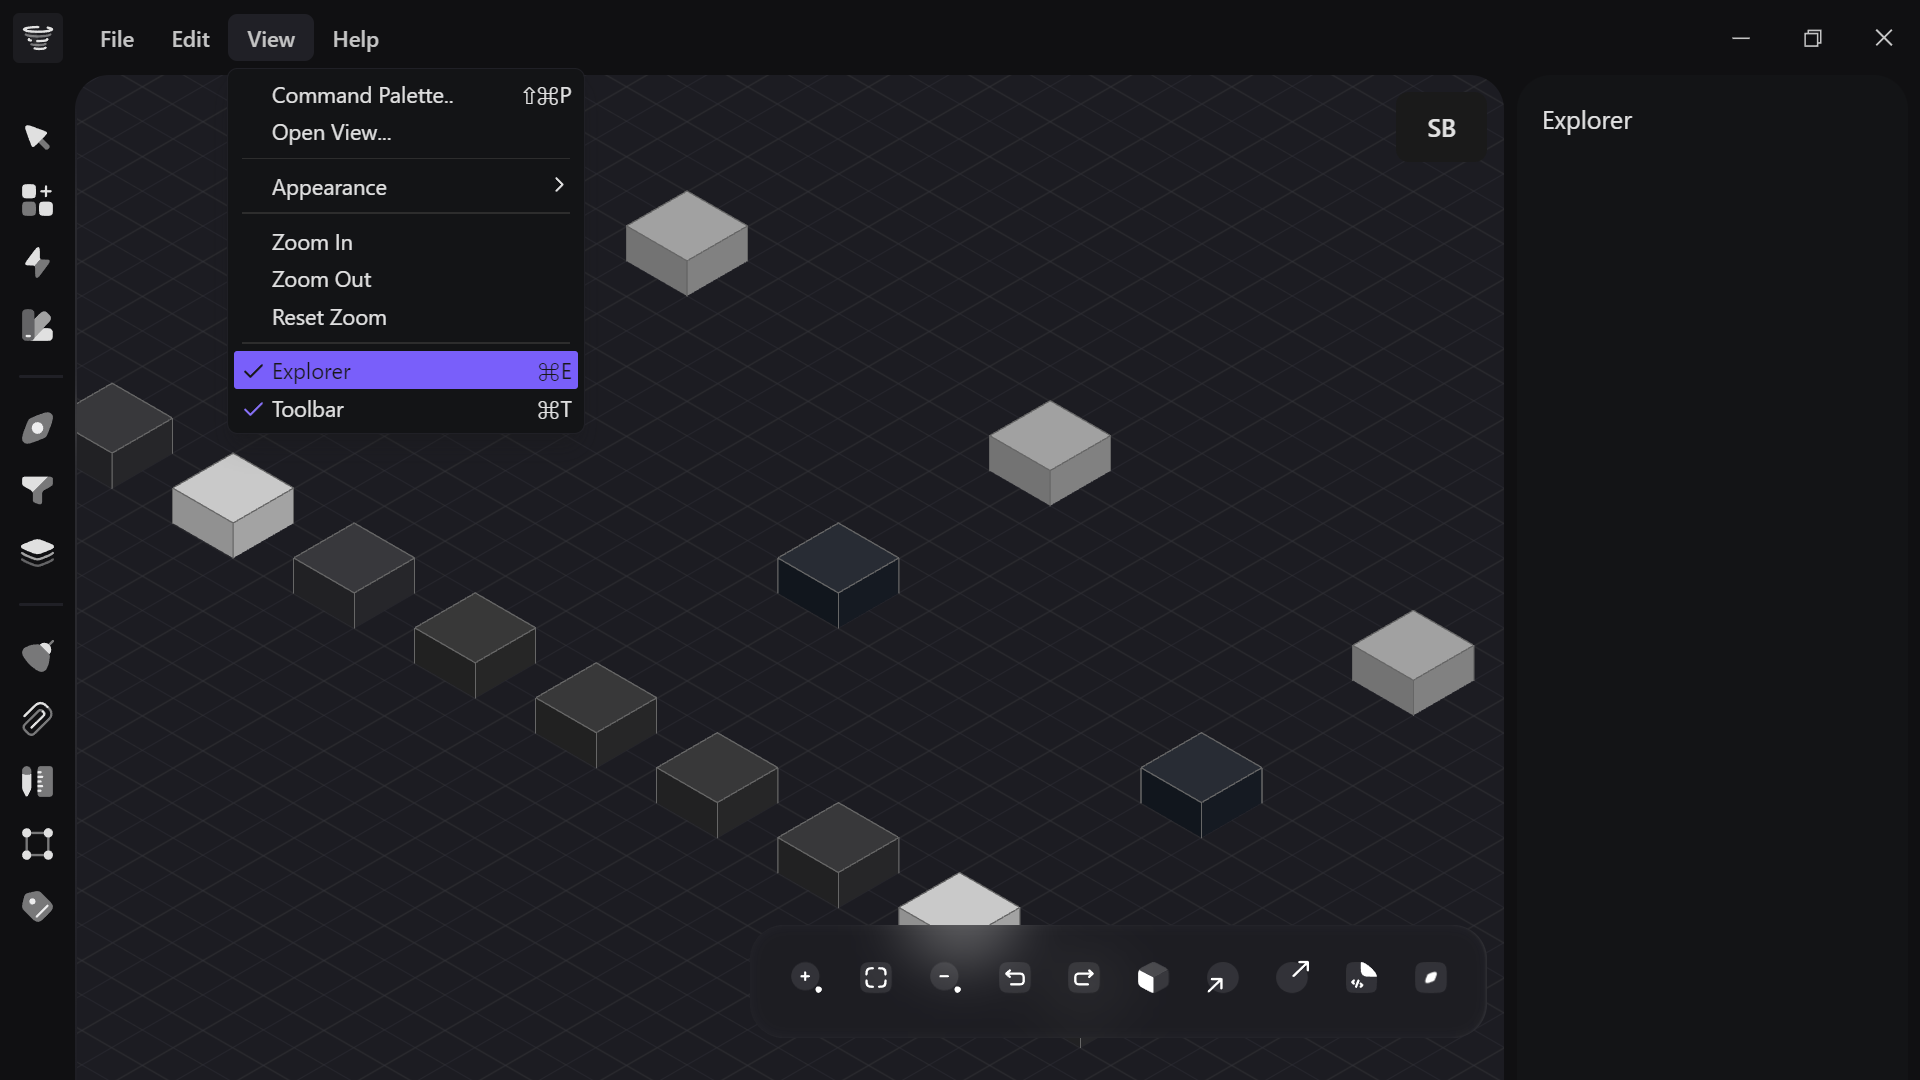 File Edit View Help
Command Palette.. ⇧⌘P
Open View...
Appearance
Zoom In
Zoom Out
Reset Zoom
Explorer ⌘E
Toolbar ⌘T
SB
Explorer